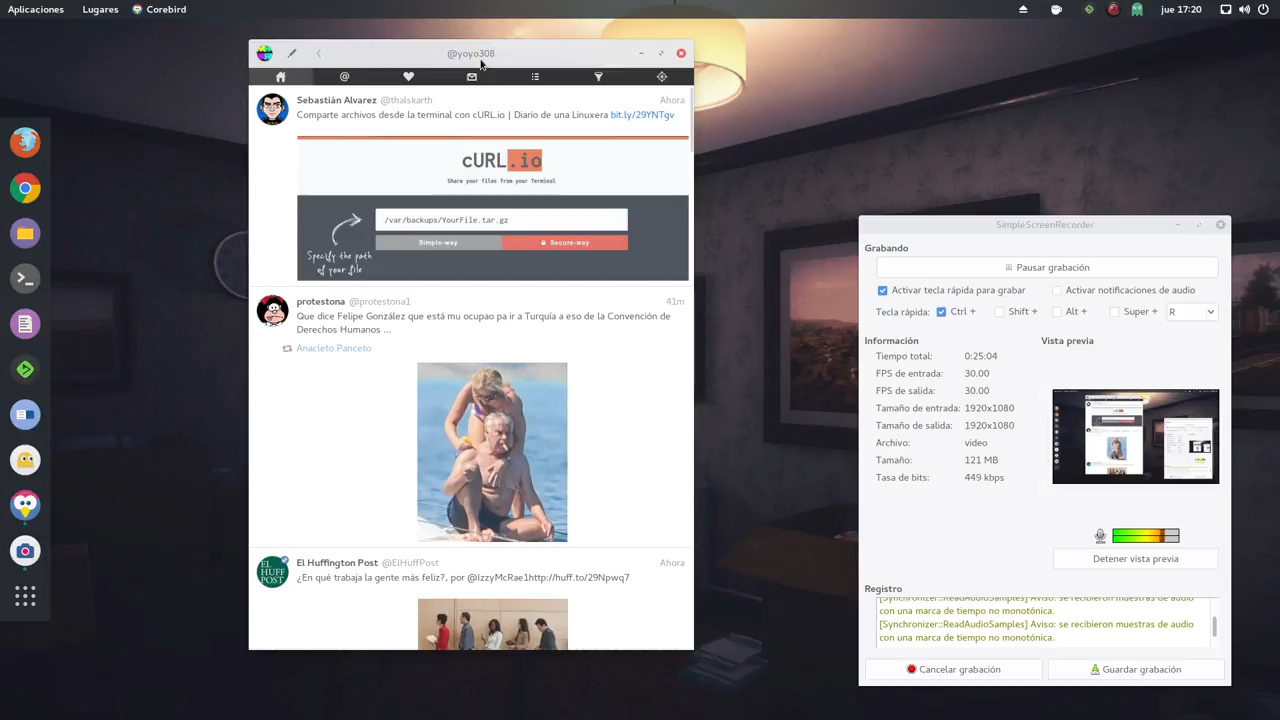 Aplicaciones Lugares Corebird jue 17:20
@yoyo308
Sebastián Alvarez @thalskarth Ahora
Comparte archivos desde la terminal con cURL.io | Diario de una Linuxera bit.ly/29YNTgv
cURL.io
Share your files from your Terminal
/var/backups/YourFile.tar.gz
Simple-way
Secure-way
Specify the path
of your file
protestona @protestona1 41m
Que dice Felipe González que está mu ocupao pa ir a Turquía a eso de la Convención de
Derechos Humanos ...
Anacleto Panceto
EL HUFF POST
El Huffington Post @ElHuffPost Ahora
¿En qué trabaja la gente más feliz?, por @IzzyMcRae1http://huff.to/29Npwq7
SimpleScreenRecorder
Grabando
Pausar grabación
Activar tecla rápida para grabar Activar notificaciones de audio
Tecla rápida: Ctrl + Shift + Alt + Super + R
Información Vista previa
Tiempo total: 0:25:04
FPS de entrada: 30.00
FPS de salida: 30.00
Tamaño de entrada: 1920x1080
Tamaño de salida: 1920x1080
Archivo: video
Tamaño: 121 MB
Tasa de bits: 449 kbps
Detener vista previa
Registro
[Synchronizer::ReadAudioSamples] Aviso: se recibieron muestras de audio
con una marca de tiempo no monotónica.
[Synchronizer::ReadAudioSamples] Aviso: se recibieron muestras de audio
con una marca de tiempo no monotónica.
Cancelar grabación Guardar grabación